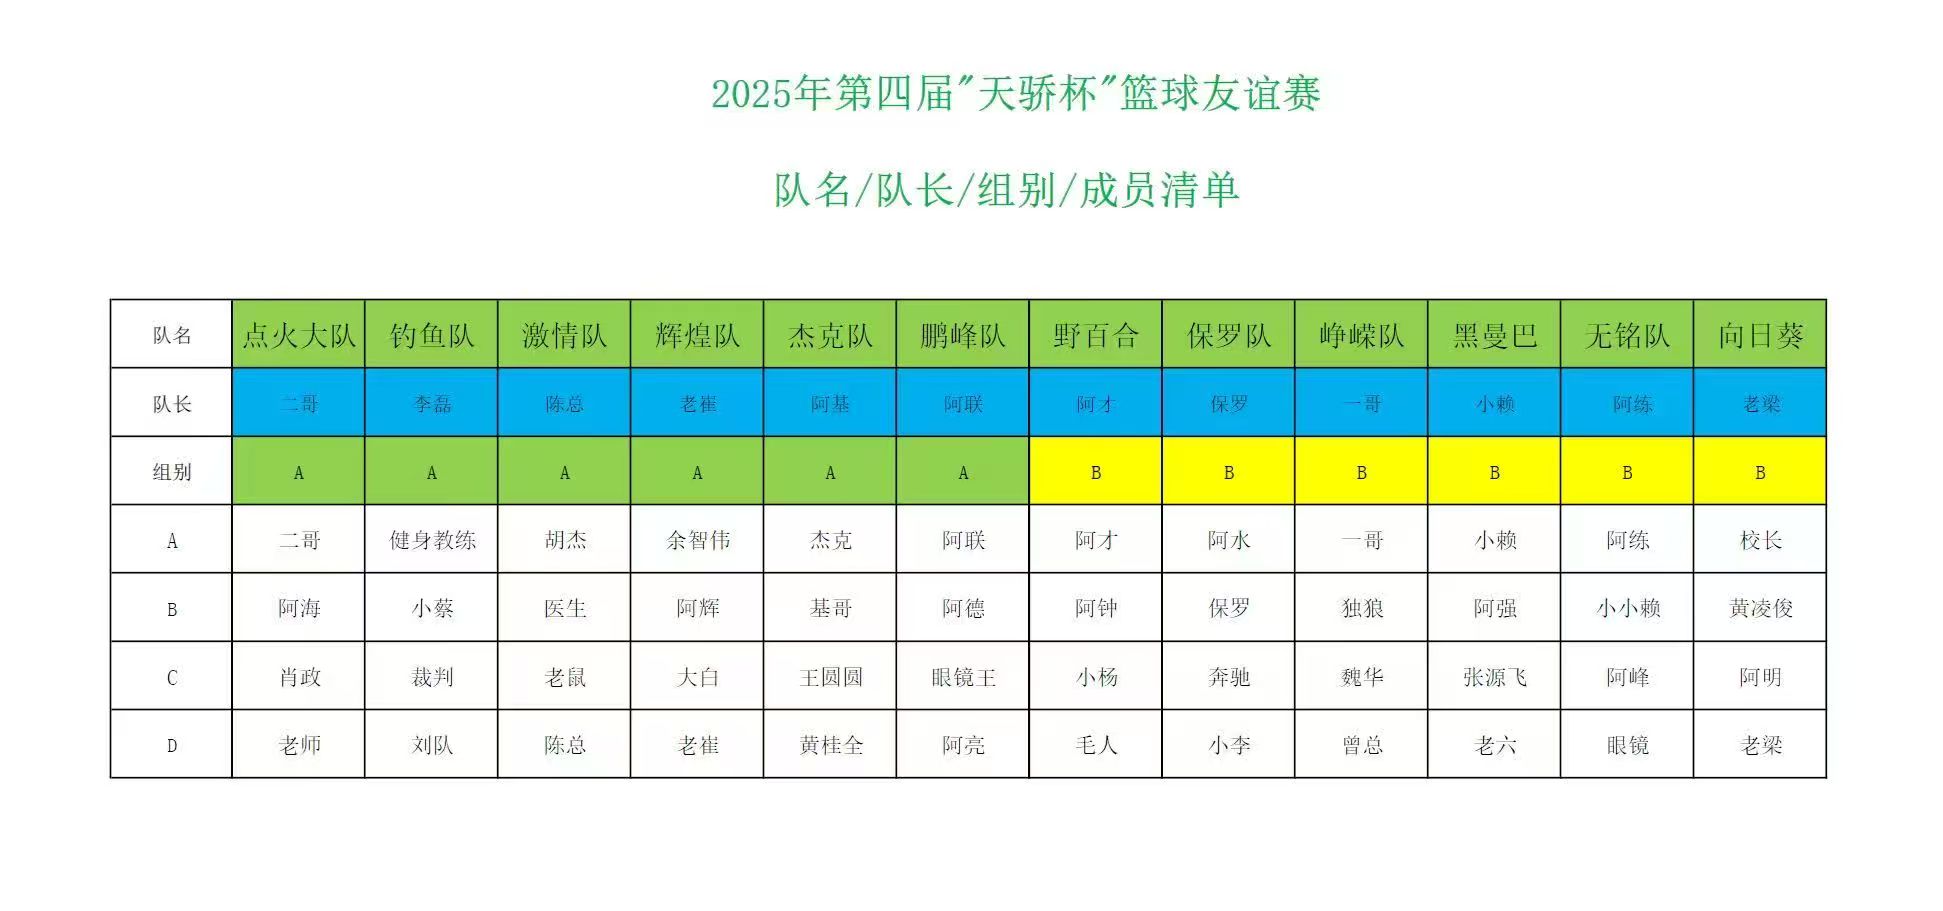 2025年第四届"天骄杯"篮球友谊赛
队名/队长/组别/成员清单
队名 点火大队 钓鱼队 激情队 辉煌队 杰克队 鹏峰队 野百合 保罗队 峥嵘队 黑曼巴 无铭队 向日葵
队长 二哥 李磊 陈总 老崔 阿基 阿联 阿才 保罗 一哥 小赖 阿练 老梁
组别 A A A A A A B B B B B B
A 二哥 健身教练 胡杰 余智伟 杰克 阿联 阿才 阿水 一哥 小赖 阿练 校长
B 阿海 小蔡 医生 阿辉 基哥 阿德 阿钟 保罗 独狼 阿强 小小赖 黄凌俊
C 肖政 裁判 老鼠 大白 王圆圆 眼镜王 小杨 奔驰 魏华 张源飞 阿峰 阿明
D 老师 刘队 陈总 老崔 黄桂全 阿亮 毛人 小李 曾总 老六 眼镜 老梁